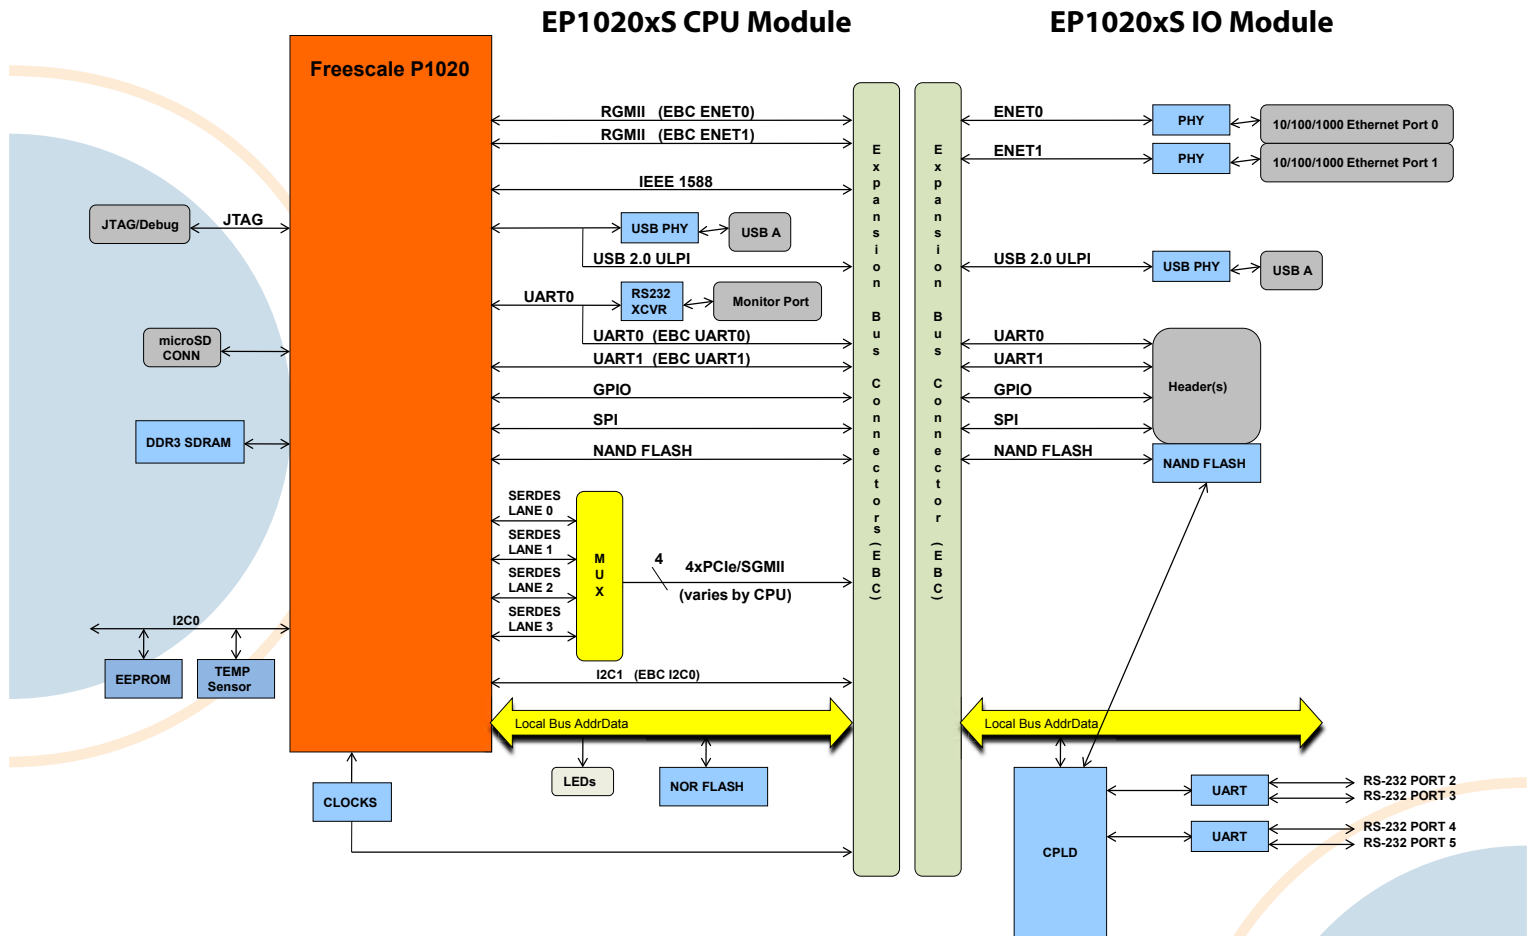 EP1020xS CPU Module
EP1020xS IO Module
Freescale P1020
RGMII (EBC ENET0)
RGMII (EBC ENET1)
IEEE 1588
JTAG/Debug
JTAG
USB PHY
USB A
USB 2.0 ULPI
UART0
RS232
XCVR
Monitor Port
UART0 (EBC UART0)
UART1 (EBC UART1)
microSD
CONN
GPIO
SPI
DDR3 SDRAM
NAND FLASH
SERDES
LANE 0
SERDES
LANE 1
SERDES
LANE 2
SERDES
LANE 3
MUX
4
4xPCIe/SGMII
(varies by CPU)
I2C0
EEPROM
TEMP
Sensor
I2C1 (EBC I2C0)
Local Bus AddrData
LEDs
NOR FLASH
CLOCKS
Expansion Bus Connectors (EBC)
Expansion Bus Connector (EBC)
ENET0
PHY
10/100/1000 Ethernet Port 0
ENET1
PHY
10/100/1000 Ethernet Port 1
USB 2.0 ULPI
USB PHY
USB A
UART0
UART1
GPIO
SPI
Header(s)
NAND FLASH
NAND FLASH
Local Bus AddrData
CPLD
UART
RS-232 PORT 2
RS-232 PORT 3
UART
RS-232 PORT 4
RS-232 PORT 5